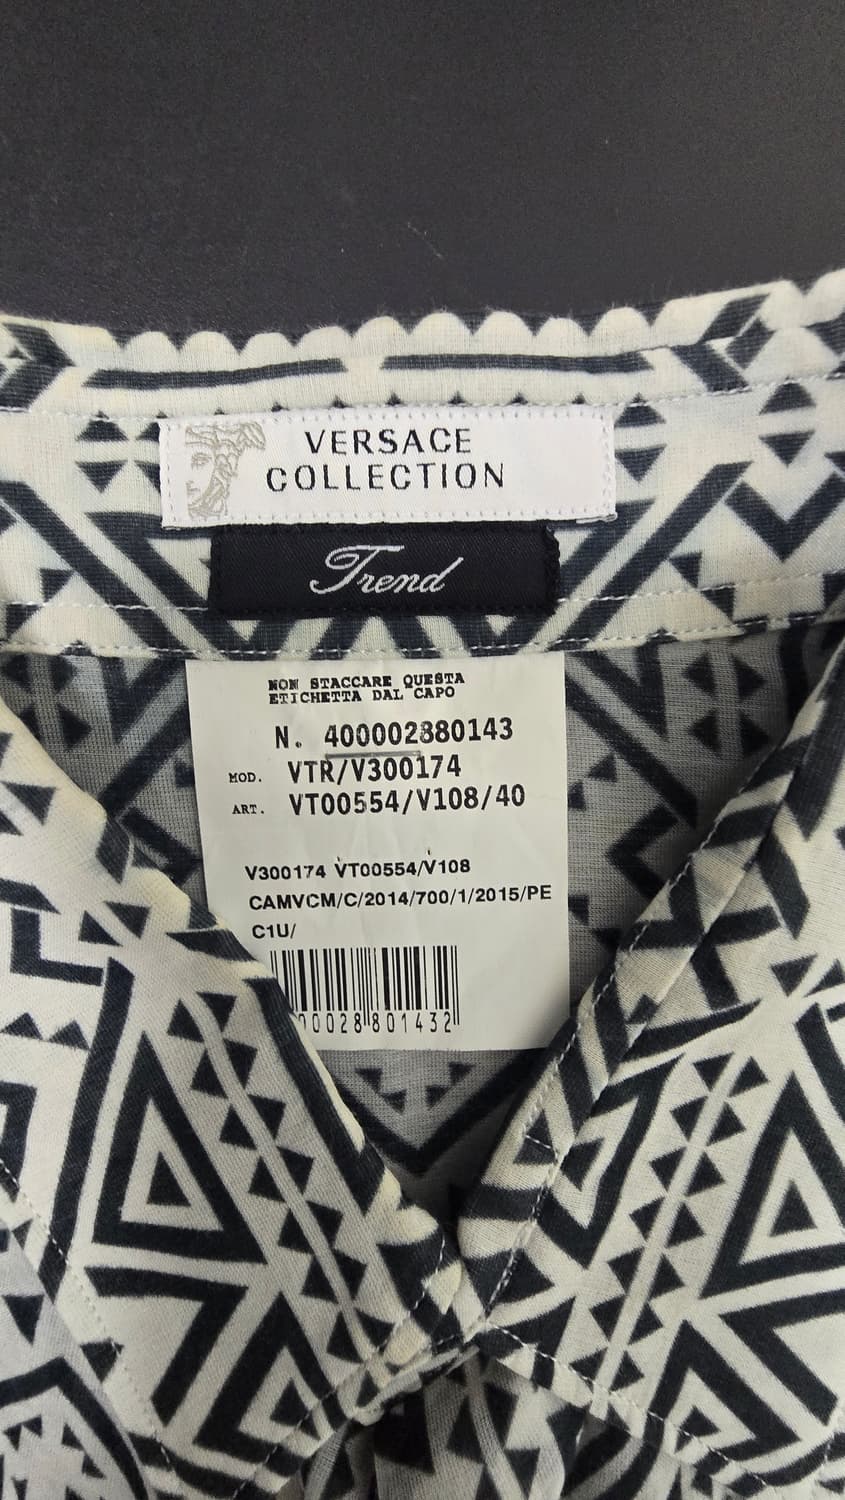 VERSACE
COLLECTION
Trend
NON STACCARE QUESTA
ETICHETTA DAL CAPO
N. 400002880143
MOD. VTR/V300174
ART. VT00554/V108/40
V300174 VT00554/V108
CAMVCM/C/2014/700/1/2015/PE
C1U/
00028801432